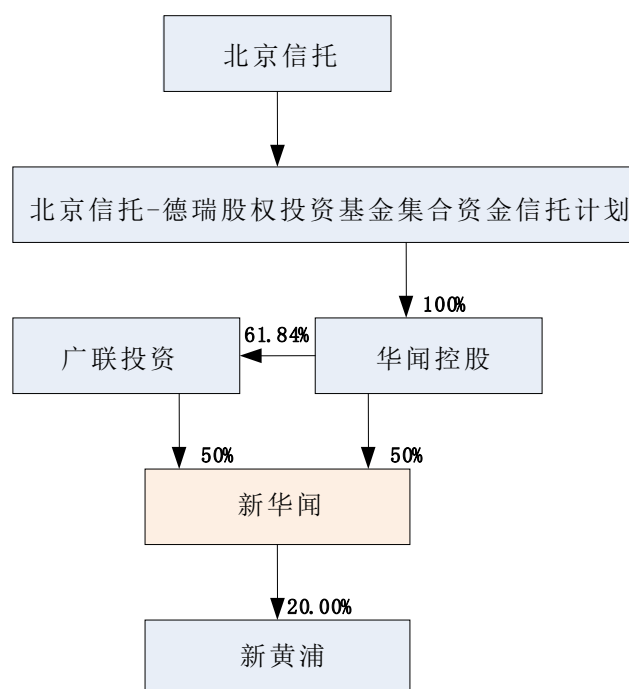 北京信托
北京信托-德瑞股权投资基金集合资金信托计划
100%
广联投资
61.84%
华闻控股
50%
50%
新华闻
20.00%
新黄浦